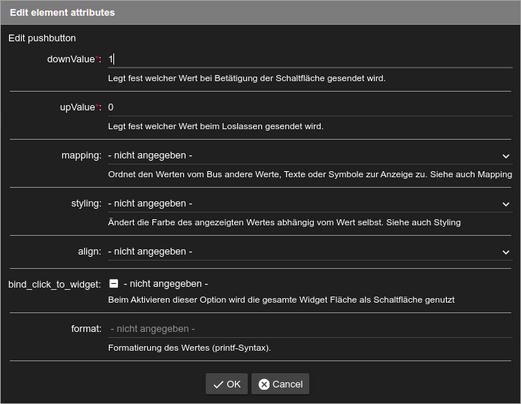 Edit element attributes
Edit pushbutton
downValue*: 1
Legt fest welcher Wert bei Betätigung der Schaltfläche gesendet wird.
upValue*: 0
Legt fest welcher Wert beim Loslassen gesendet wird.
mapping: - nicht angegeben -
Ordnet den Werten vom Bus andere Werte, Texte oder Symbole zur Anzeige zu. Siehe auch Mapping
styling: - nicht angegeben -
Ändert die Farbe des angezeigten Wertes abhängig vom Wert selbst. Siehe auch Styling
align: - nicht angegeben -
bind_click_to_widget: - nicht angegeben -
Beim Aktivieren dieser Option wird die gesamte Widget Fläche als Schaltfläche genutzt
format: - nicht angegeben -
Formatierung des Wertes (printf-Syntax).
OK Cancel